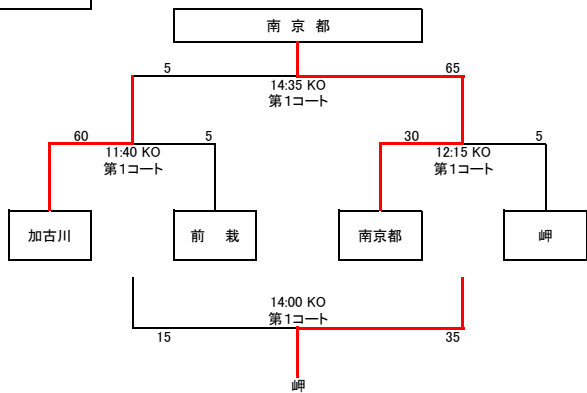 南 京 都
5
65
14:35 KO
第1コート
60
5
30
5
11:40 KO
第1コート
12:15 KO
第1コート
加古川
前 栽
南京都
岬
14:00 KO
第1コート
15
35
岬